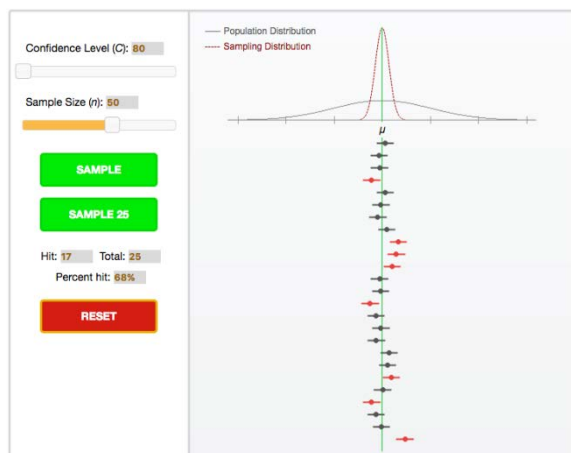 Confidence Level (C): 80
Sample Size (n): 50
SAMPLE
SAMPLE 25
Hit: 17 Total: 25
Percent hit: 68%
RESET
Population Distribution
Sampling Distribution
μ